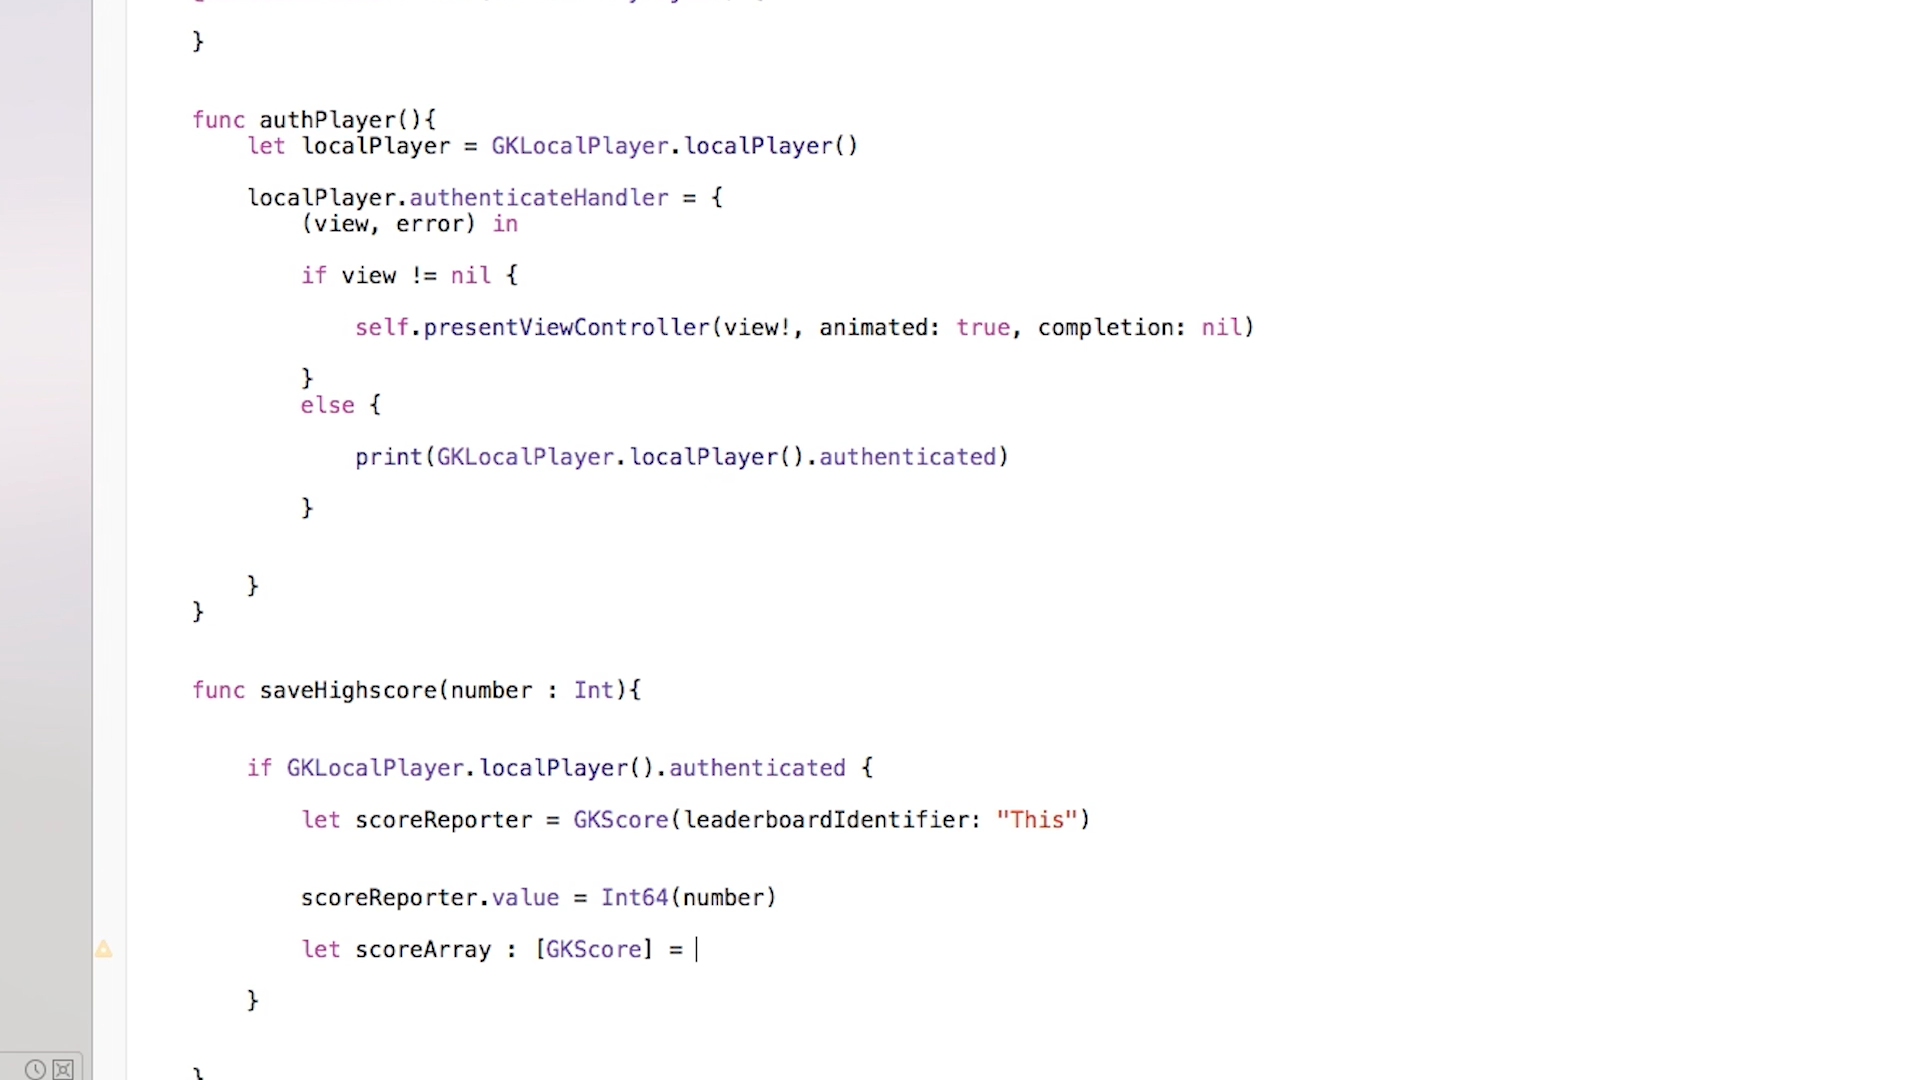 }
func authPlayer(){
let localPlayer = GKLocalPlayer.localPlayer()
localPlayer.authenticateHandler = {
(view, error) in
if view != nil {
self.presentViewController(view!, animated: true, completion: nil)
}
else {
print(GKLocalPlayer.localPlayer().authenticated)
}
}
}
func saveHighscore(number : Int){
if GKLocalPlayer.localPlayer().authenticated {
let scoreReporter = GKScore(leaderboardIdentifier: "This")
scoreReporter.value = Int64(number)
let scoreArray : [GKScore] =
}
}